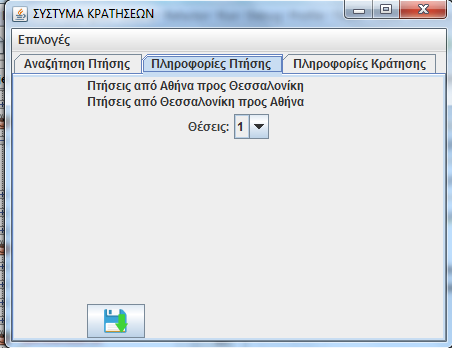 ΣΥΣΤΥΜΑ ΚΡΑΤΗΣΕΩΝ
Επιλογές
Αναζήτηση Πτήσης Πληροφορίες Πτήσης Πληροφορίες Κράτησης
Πτήσεις από Αθήνα προς Θεσσαλονίκη
Πτήσεις από Θεσσαλονίκη προς Αθήνα
Θέσεις: 1